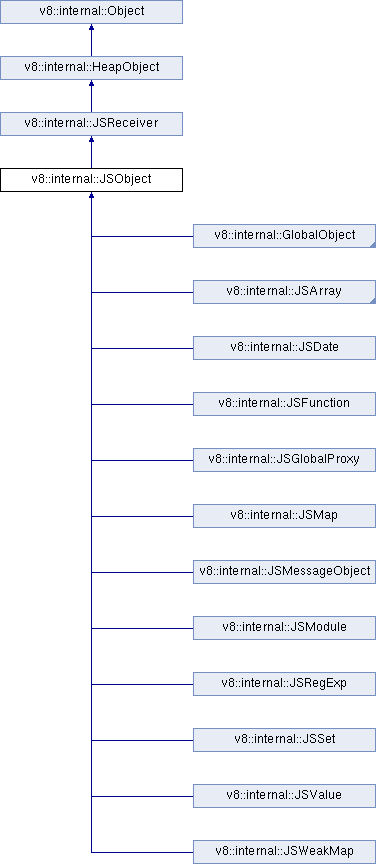 v8::internal::Object
v8::internal::HeapObject
v8::internal::JSReceiver
v8::internal::JSObject
v8::internal::GlobalObject
v8::internal::JSArray
v8::internal::JSDate
v8::internal::JSFunction
v8::internal::JSGlobalProxy
v8::internal::JSMap
v8::internal::JSMessageObject
v8::internal::JSModule
v8::internal::JSRegExp
v8::internal::JSSet
v8::internal::JSValue
v8::internal::JSWeakMap